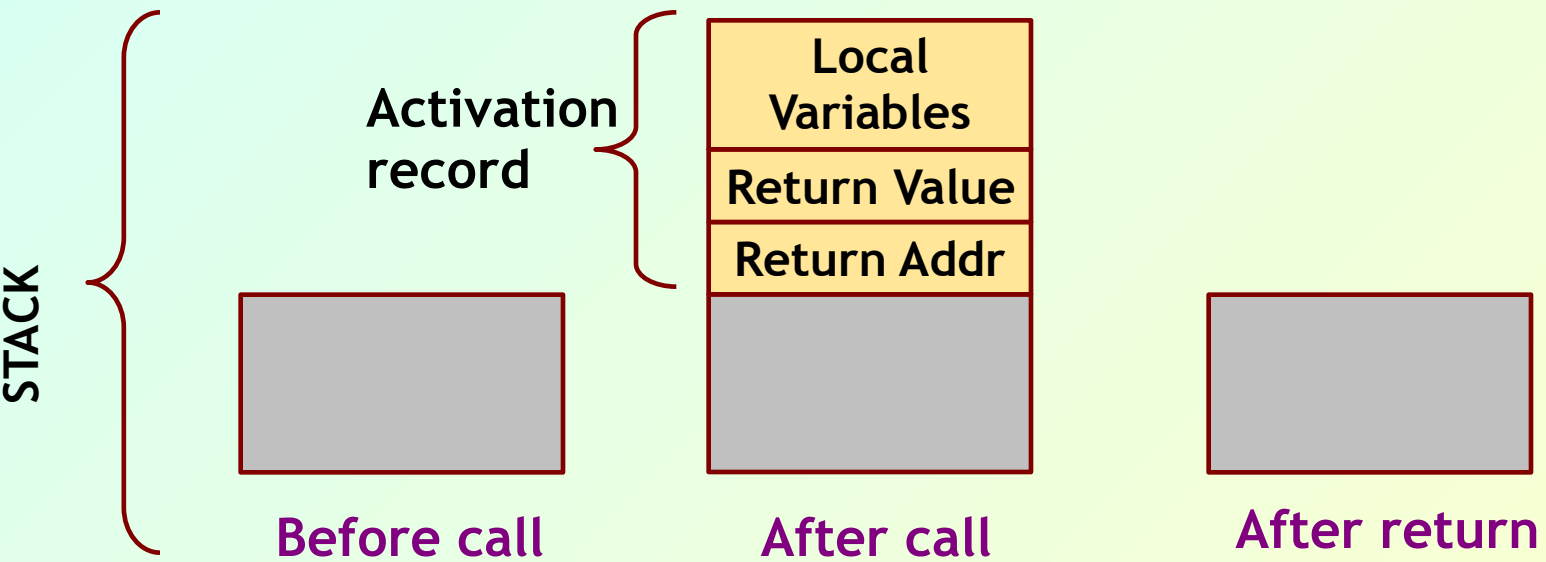 STACK
Activation
record
Local
Variables
Return Value
Return Addr
Before call
After call
After return